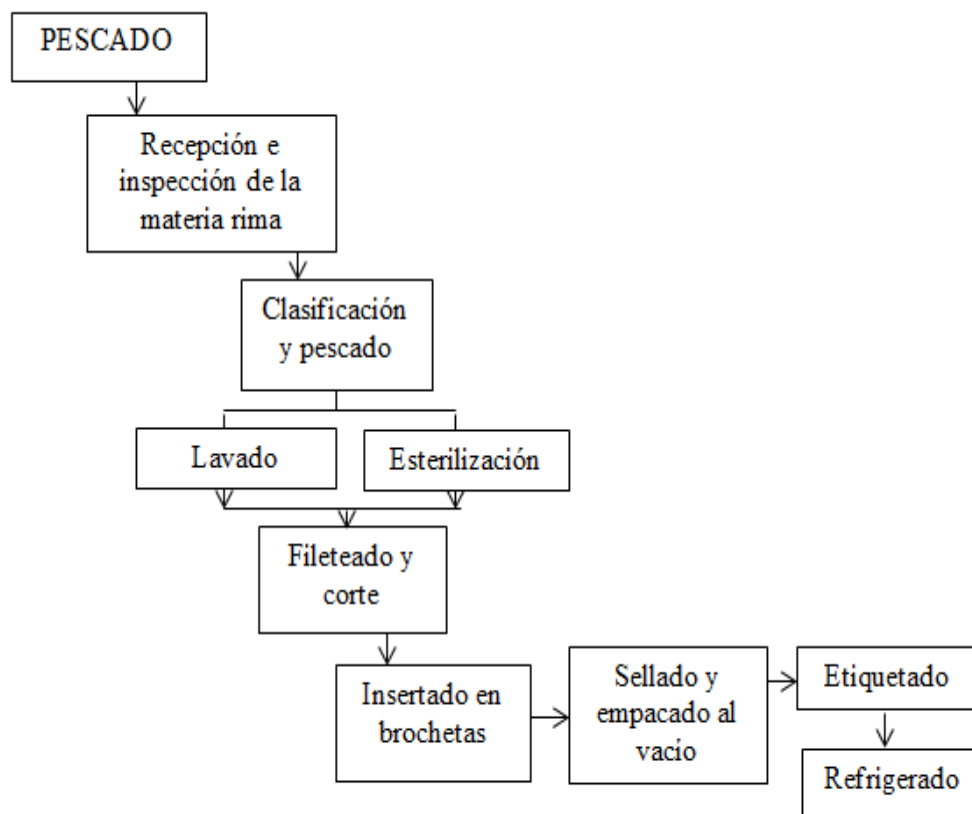 PESCADO
Recepción e
inspección de la
materia rima
Clasificación
y pescado
Lavado
Esterilización
Fileteado y
corte
Insertado en
brochetas
Sellado y
empacado al
vacío
Etiquetado
Refrigerado